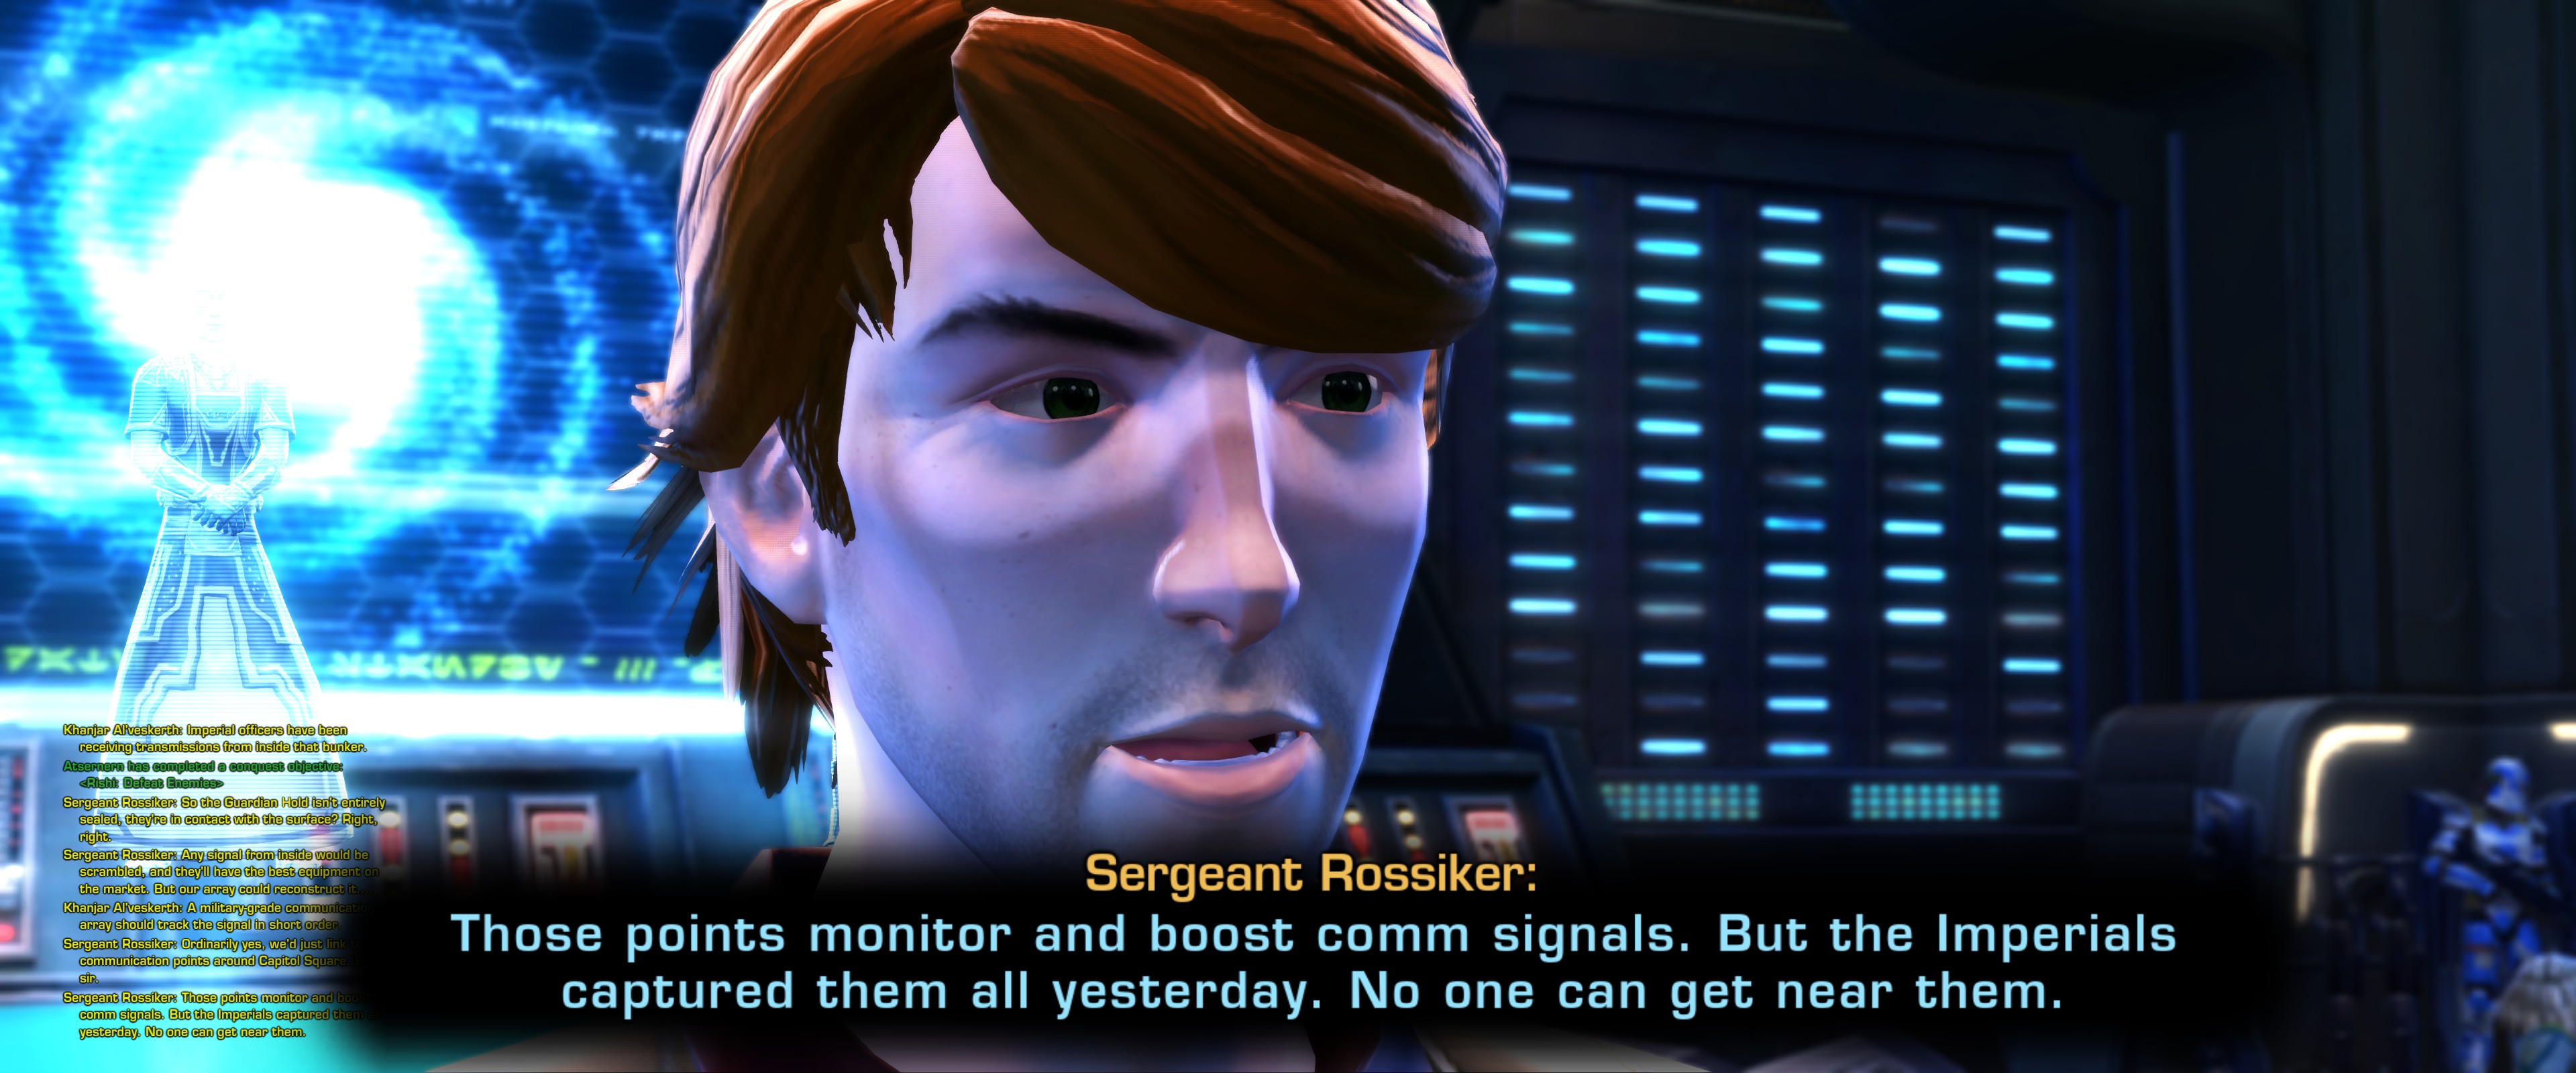 Khanjar Al'veskerth: Imperial officers have been
receiving transmissions from inside that bunker.
Atsernern has completed a conquest objective:
<Rishi: Defeat Enemies>
Sergeant Rossiker: So the Guardian Hold isn't entirely
sealed, they're in contact with the surface? Right,
right.
Sergeant Rossiker: Any signal from inside would be
scrambled, and they'll have the best equipment on
the market. But our array could reconstruct it...
Khanjar Al'veskerth: A military-grade
array should track the signal in short order.
Sergeant Rossiker: Ordinarily yes, we'd just link
communication points around Capitol Square,
sir.
Sergeant Rossiker: Those points monitor and
comm signals. But the Imperials captured them
yesterday. No one can get near them.
Sergeant Rossiker:
Those points monitor and boost comm signals. But the Imperials
captured them all yesterday. No one can get near them.